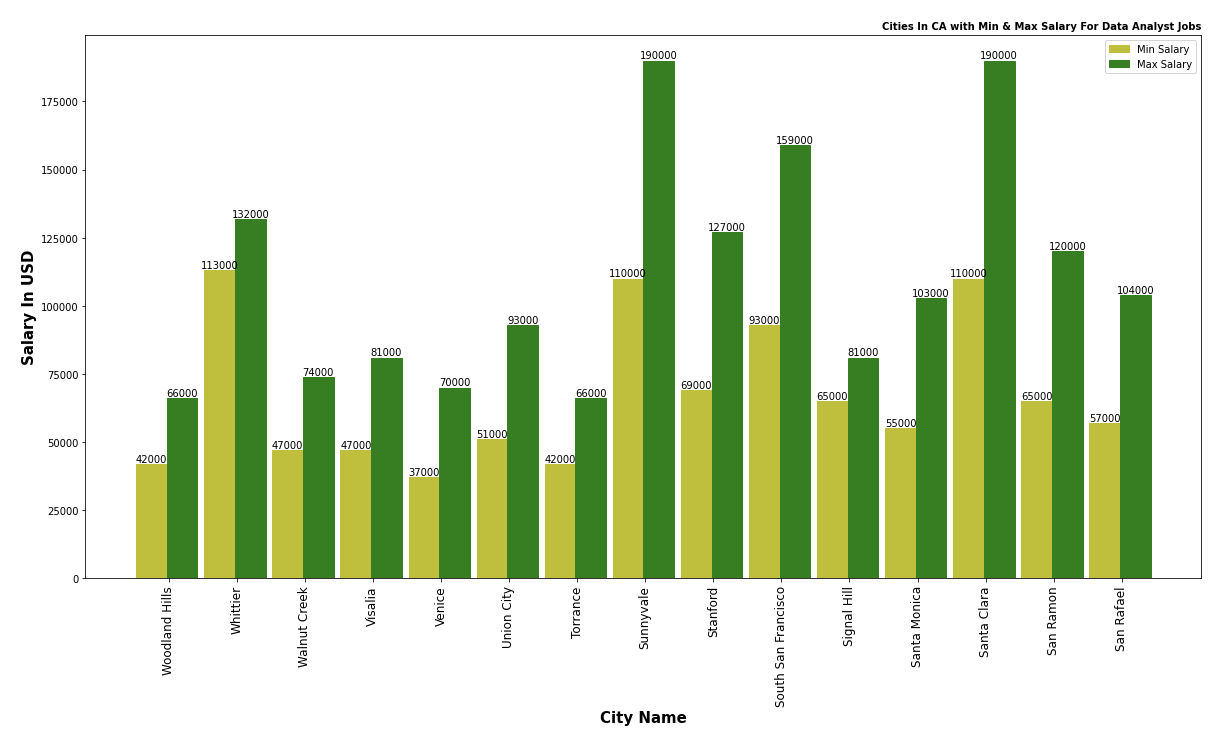 Cities In CA with Min & Max Salary For Data Analyst Jobs
Min Salary
Max Salary
Salary In USD
175000
150000
125000
100000
75000
50000
25000
0
42000
66000
113000
132000
47000
74000
47000
81000
37000
70000
51000
93000
42000
66000
110000
190000
69000
127000
93000
159000
65000
81000
55000
103000
110000
190000
65000
120000
57000
104000
Woodland Hills
Whittier
Walnut Creek
Visalia
Venice
Union City
Torrance
Sunnyvale
Stanford
South San Francisco
Signal Hill
Santa Monica
Santa Clara
San Ramon
San Rafael
City Name